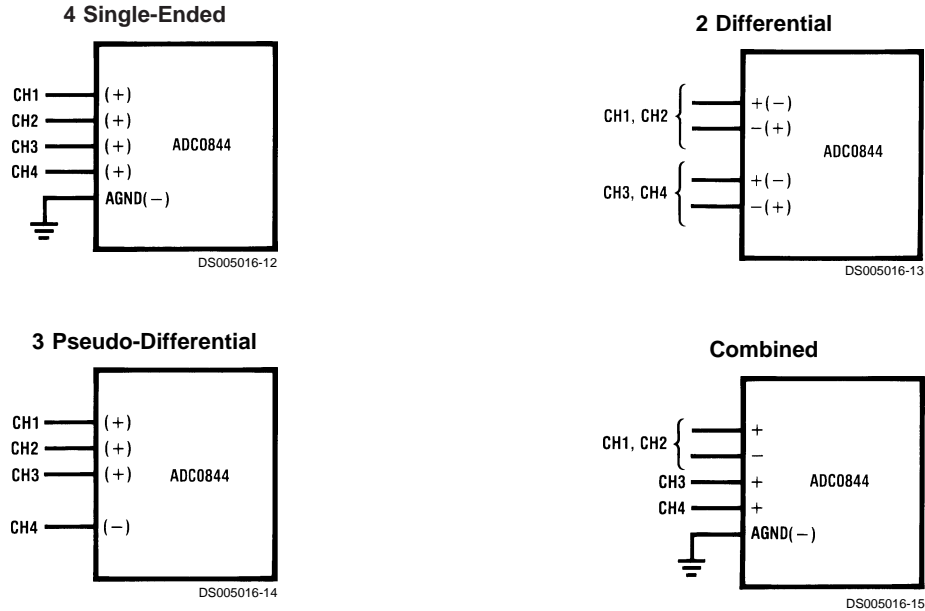 4 Single-Ended
CH1 (+)
CH2 (+)
CH3 (+)
CH4 (+)
ADC0844
AGND(−)
DS005016-12
2 Differential
CH1, CH2
+(−)
−(+)
ADC0844
CH3, CH4
+(−)
−(+)
DS005016-13
3 Pseudo-Differential
CH1 (+)
CH2 (+)
CH3 (+)
ADC0844
CH4 (−)
DS005016-14
Combined
CH1, CH2
+
−
CH3 +
ADC0844
CH4 +
AGND(−)
DS005016-15